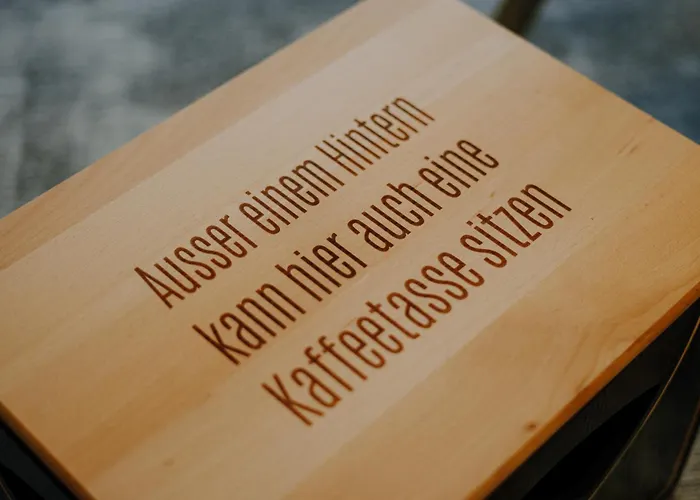 Ausser einem Hintern
kann hier auch eine
Kaffeetasse sitzen